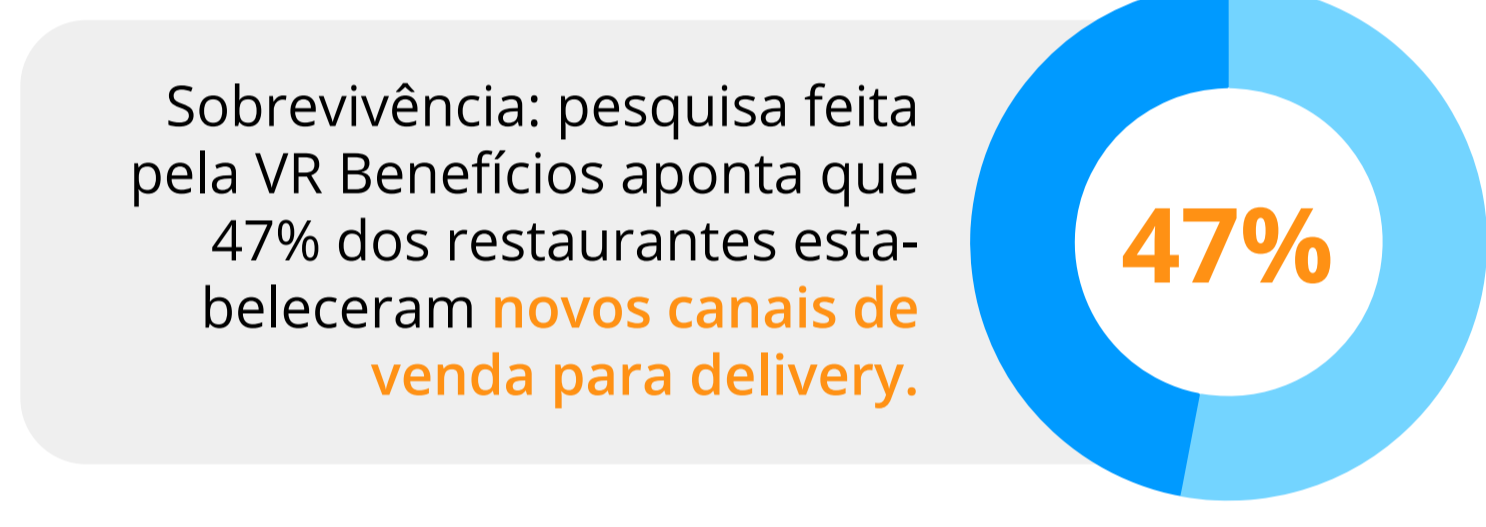 Sobrevivência: pesquisa feita
pela VR Benefícios aponta que
47% dos restaurantes esta-
beleceram novos canais de
venda para delivery.
47%